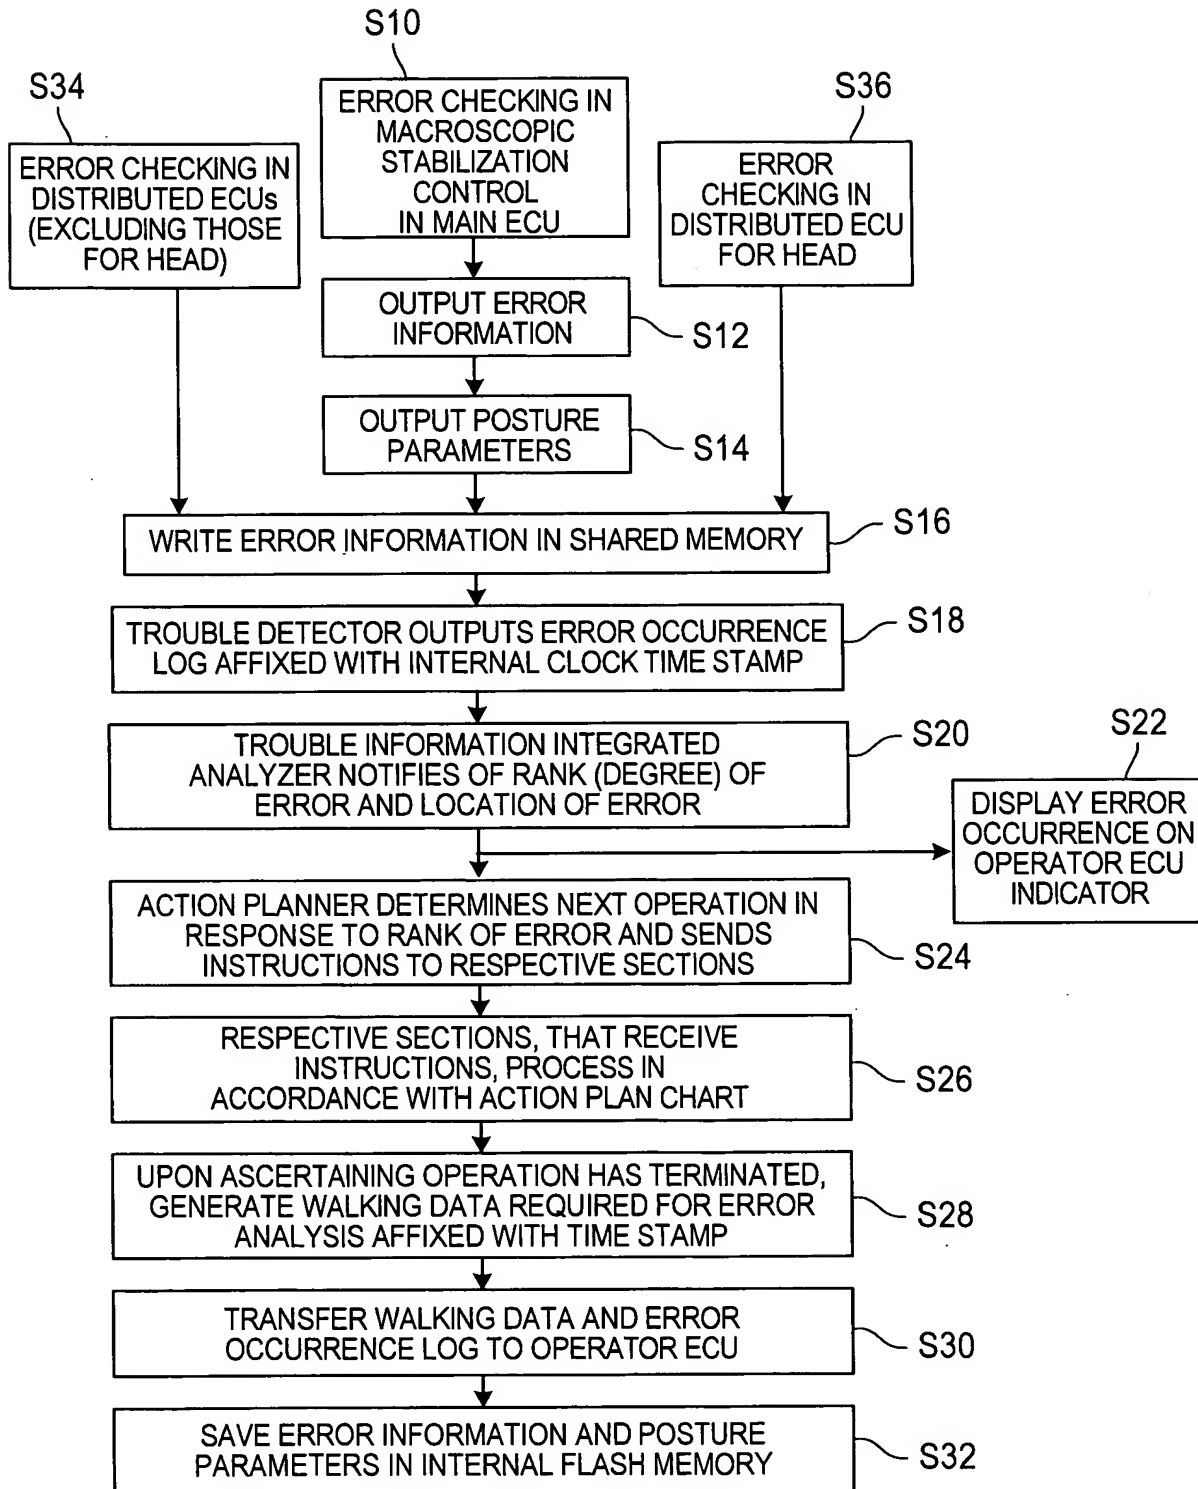 S10
S34
S36
ERROR CHECKING IN
MACROSCOPIC
STABILIZATION
CONTROL
IN MAIN ECU
ERROR CHECKING IN
DISTRIBUTED ECUs
(EXCLUDING THOSE
FOR HEAD)
ERROR
CHECKING IN
DISTRIBUTED ECU
FOR HEAD
OUTPUT ERROR
INFORMATION
S12
OUTPUT POSTURE
PARAMETERS
S14
WRITE ERROR INFORMATION IN SHARED MEMORY
S16
TROUBLE DETECTOR OUTPUTS ERROR OCCURRENCE
LOG AFFIXED WITH INTERNAL CLOCK TIME STAMP
S18
TROUBLE INFORMATION INTEGRATED
ANALYZER NOTIFIES OF RANK (DEGREE) OF
ERROR AND LOCATION OF ERROR
S20
S22
DISPLAY ERROR
OCCURRENCE ON
OPERATOR ECU
INDICATOR
ACTION PLANNER DETERMINES NEXT OPERATION IN
RESPONSE TO RANK OF ERROR AND SENDS
INSTRUCTIONS TO RESPECTIVE SECTIONS
S24
RESPECTIVE SECTIONS, THAT RECEIVE
INSTRUCTIONS, PROCESS IN
ACCORDANCE WITH ACTION PLAN CHART
S26
UPON ASCERTAINING OPERATION HAS TERMINATED,
GENERATE WALKING DATA REQUIRED FOR ERROR
ANALYSIS AFFIXED WITH TIME STAMP
S28
TRANSFER WALKING DATA AND ERROR
OCCURRENCE LOG TO OPERATOR ECU
S30
SAVE ERROR INFORMATION AND POSTURE
PARAMETERS IN INTERNAL FLASH MEMORY
S32